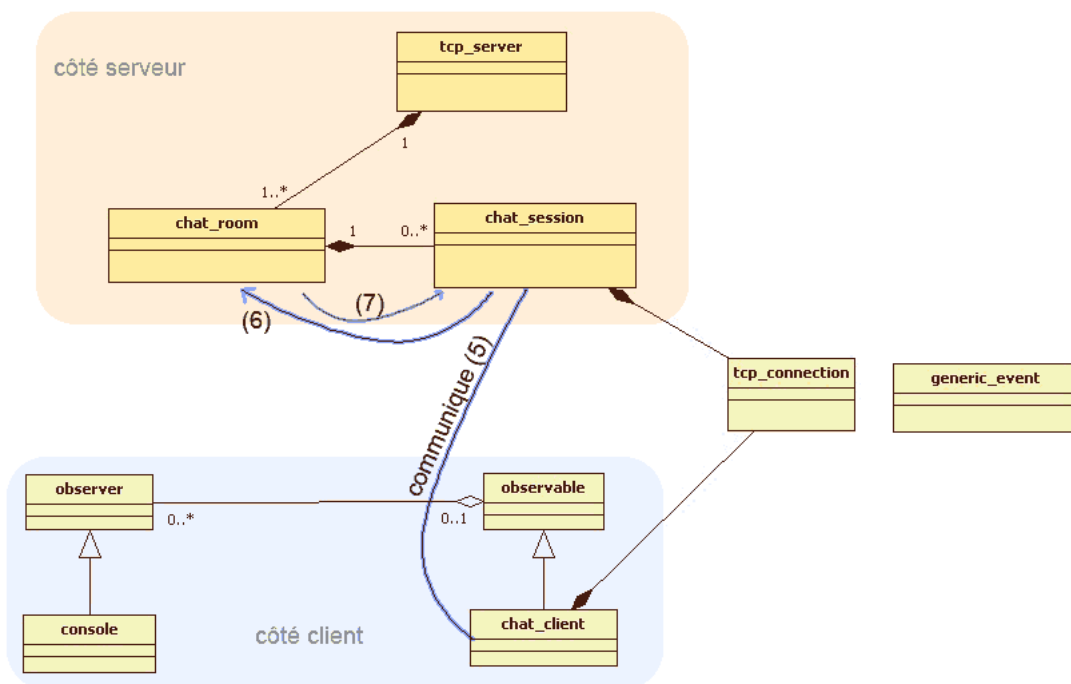 tcp_server
côté serveur
1
1..*
chat_room
1
0..*
chat_session
(7)
(6)
communique (5)
tcp_connection
generic_event
observer
observable
0..*
0..1
console
côté client
chat_client